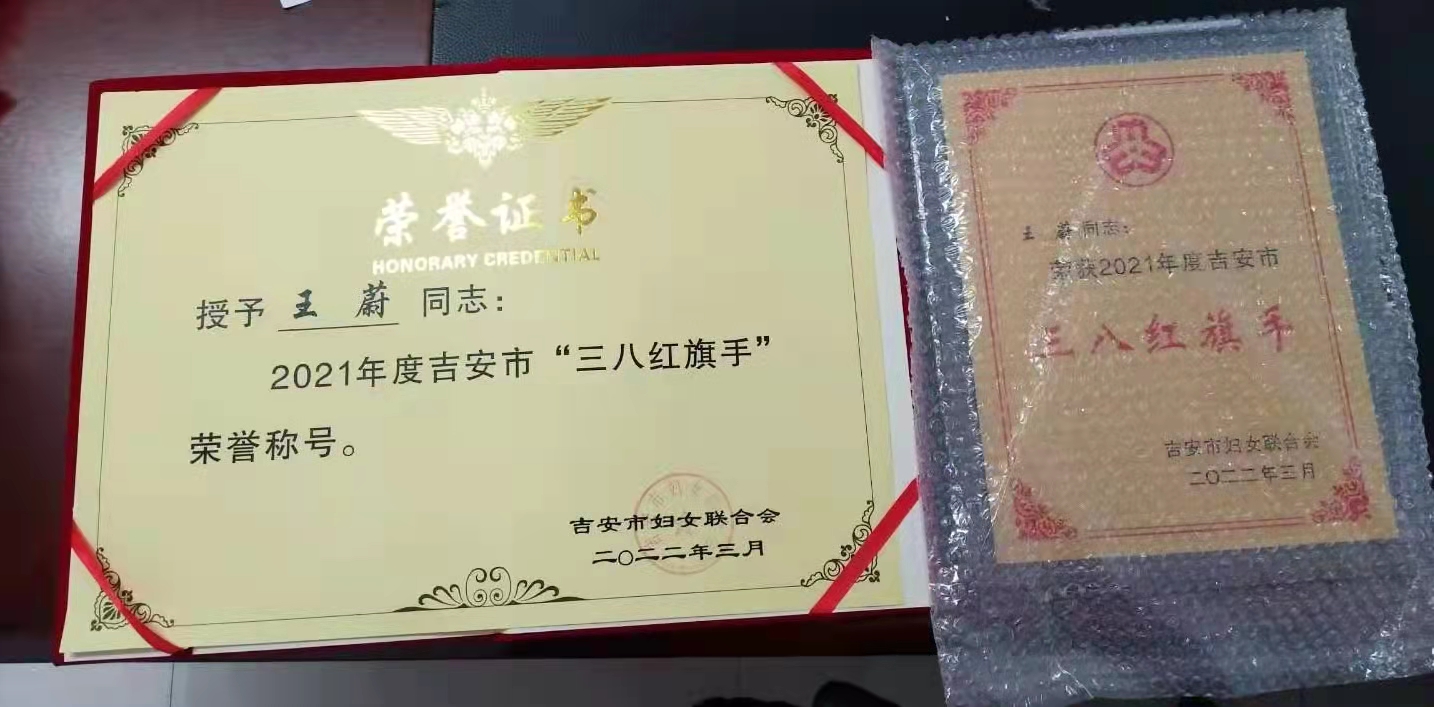 荣誉证书
HONORARY CREDENTIAL
授予 王 蔚 同志：
2021年度吉安市“三八红旗手”
荣誉称号。
吉安市妇女联合会
二〇二二年三月
王 蔚 同志：
荣获2021年度吉安市
三八红旗手
吉安市妇女联合会
二〇二二年三月